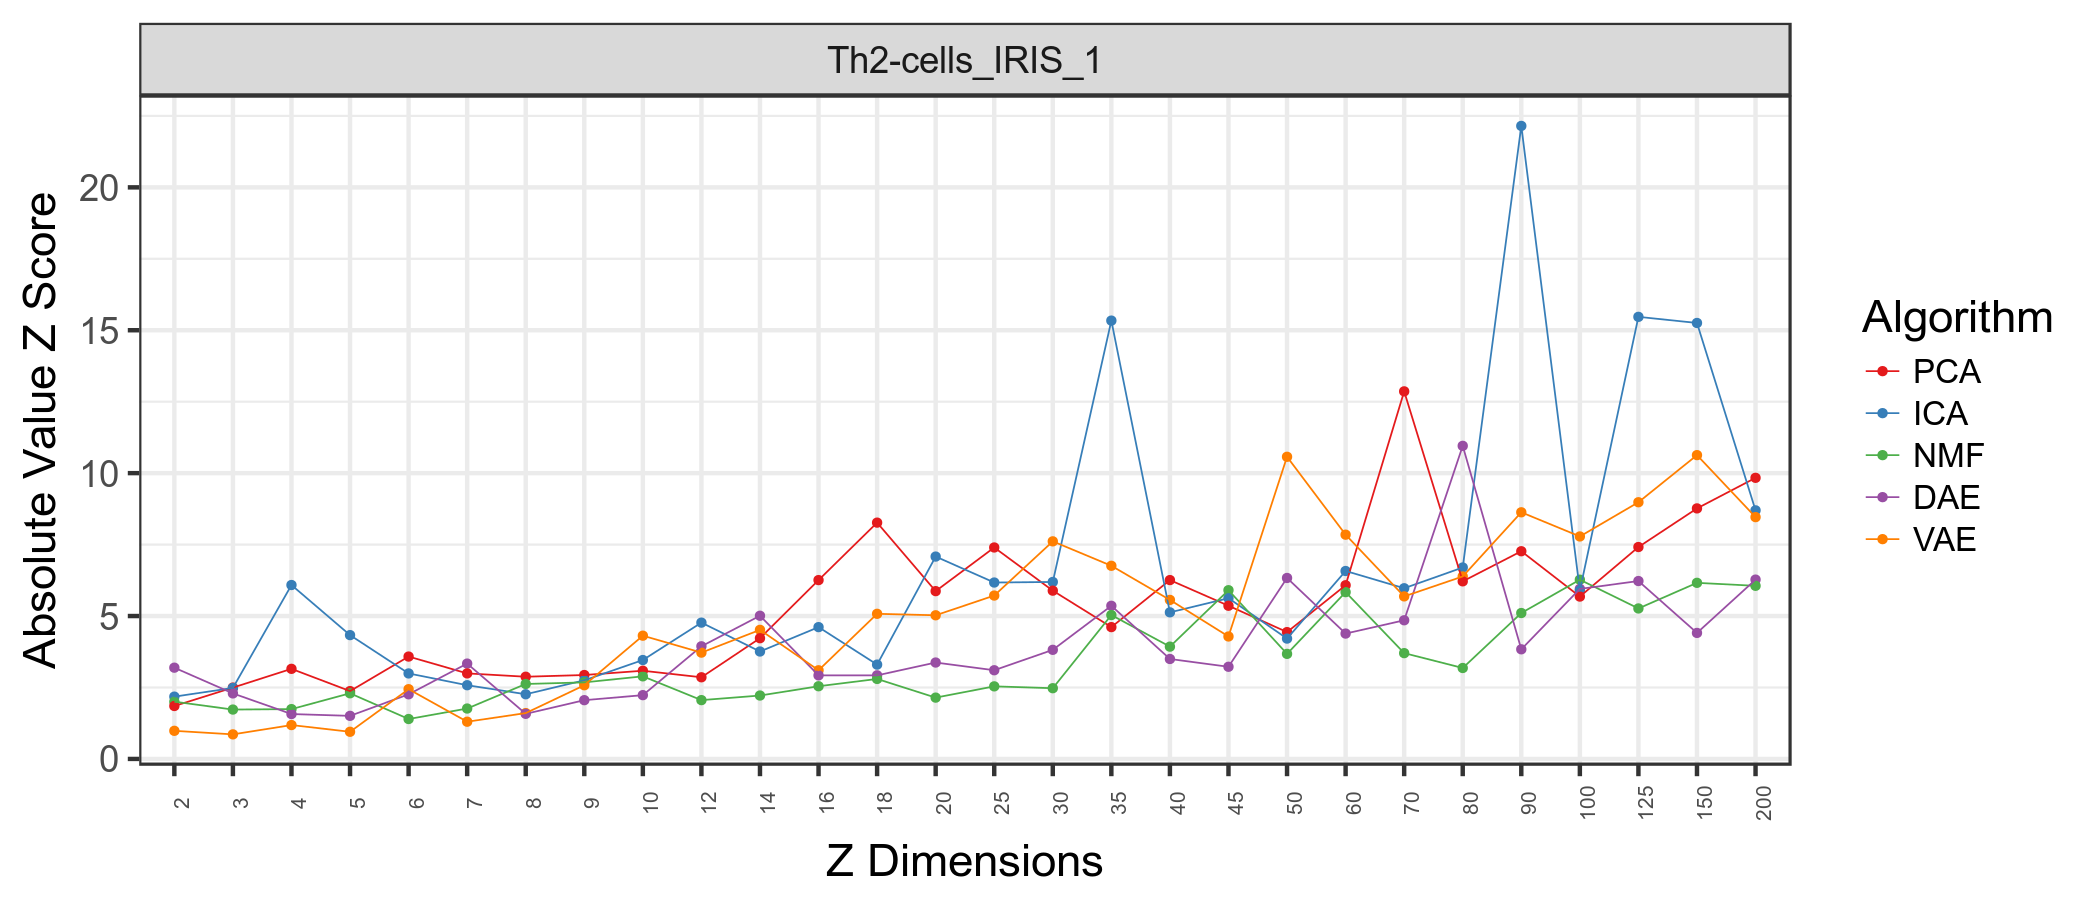 Th2-cells_IRIS_1
Absolute Value Z Score
20
15
10
5
0
2 3 4 5 6 7 8 9 10 12 14 16 18 20 25 30 35 40 45 50 60 70 80 90 100 125 150 200
Z Dimensions
Algorithm
PCA
ICA
NMF
DAE
VAE